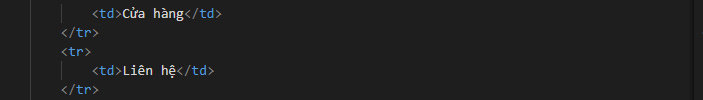 <td>Cửa hàng</td>
</tr>
<tr>
<td>Liên hệ</td>
</tr>